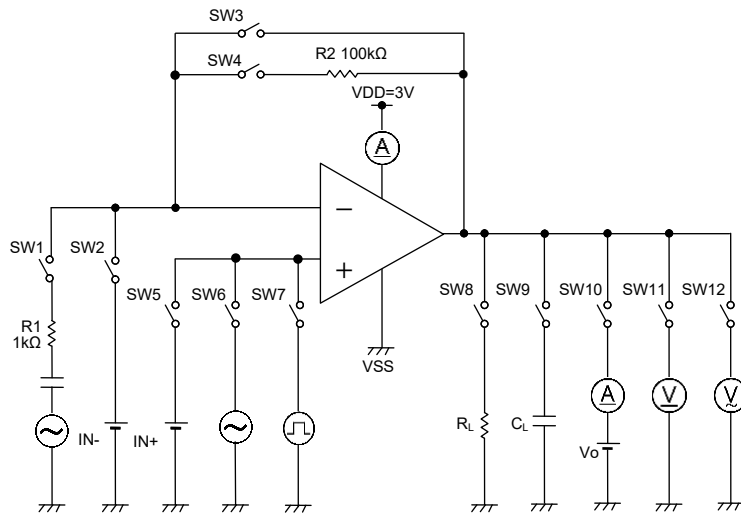 SW3
SW4
R2 100kΩ
VDD=3V
A
−
+
SW1
SW2
SW5
SW6
SW7
SW8
SW9
SW10
SW11
SW12
R1
1kΩ
VSS
A
V
V
IN-
IN+
RL
CL
Vo